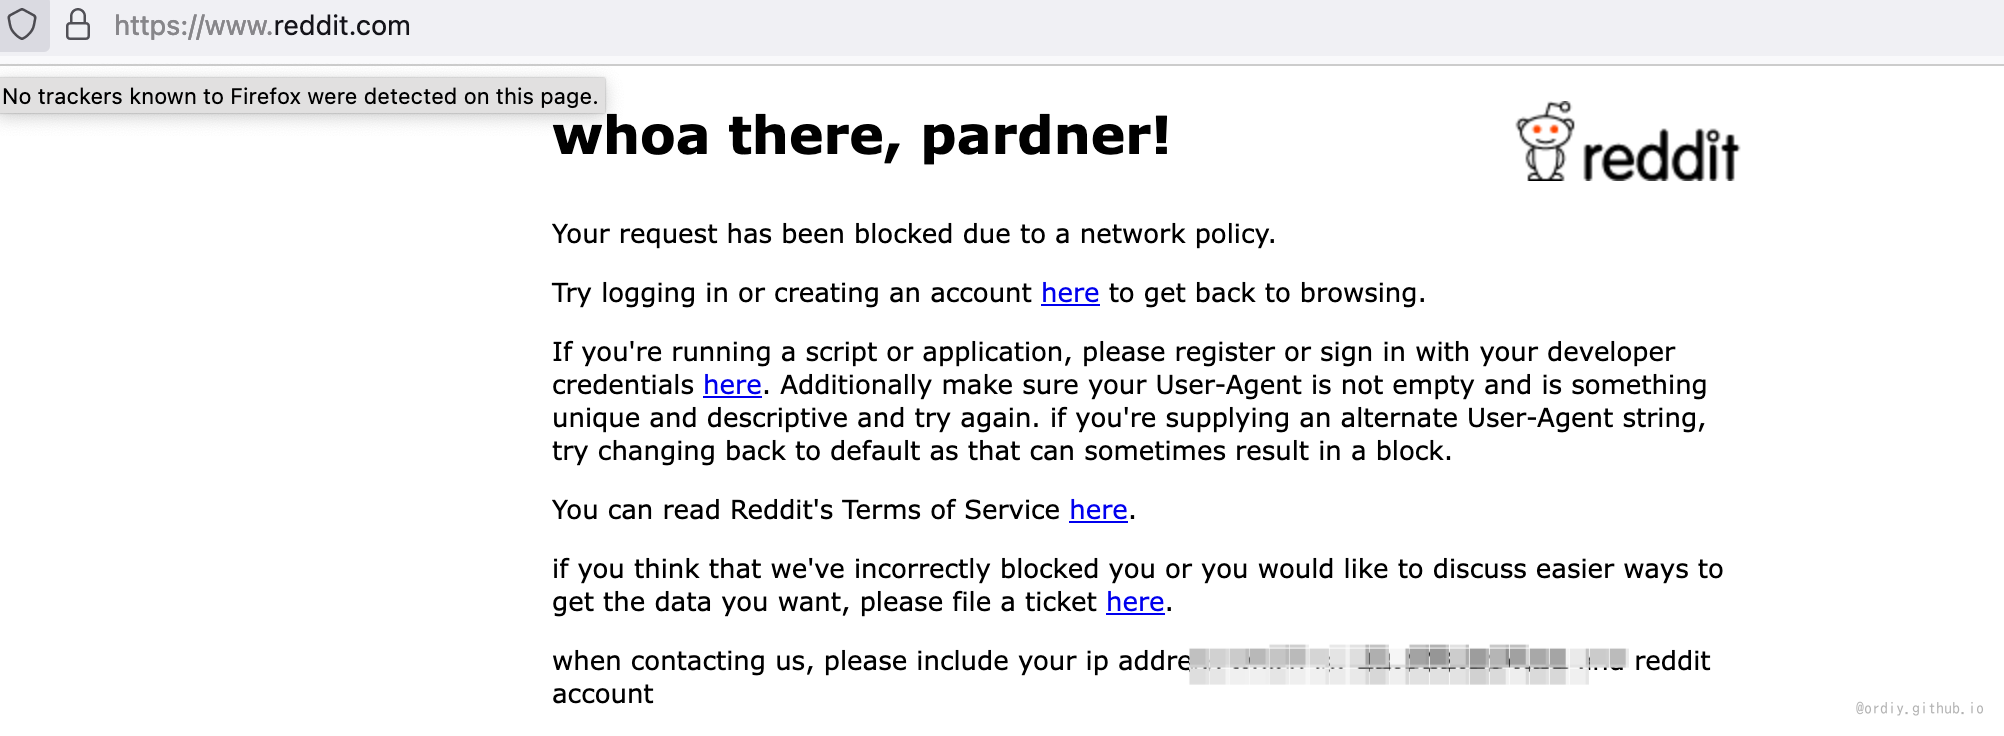 https://www.reddit.com
No trackers known to Firefox were detected on this page.
whoa there, pardner!
reddit
Your request has been blocked due to a network policy.
Try logging in or creating an account here to get back to browsing.
If you're running a script or application, please register or sign in with your developer
credentials here. Additionally make sure your User-Agent is not empty and is something
unique and descriptive and try again. if you're supplying an alternate User-Agent string,
try changing back to default as that can sometimes result in a block.
You can read Reddit's Terms of Service here.
if you think that we've incorrectly blocked you or you would like to discuss easier ways to
get the data you want, please file a ticket here.
when contacting us, please include your ip reddit
account
@ordiy.github.io